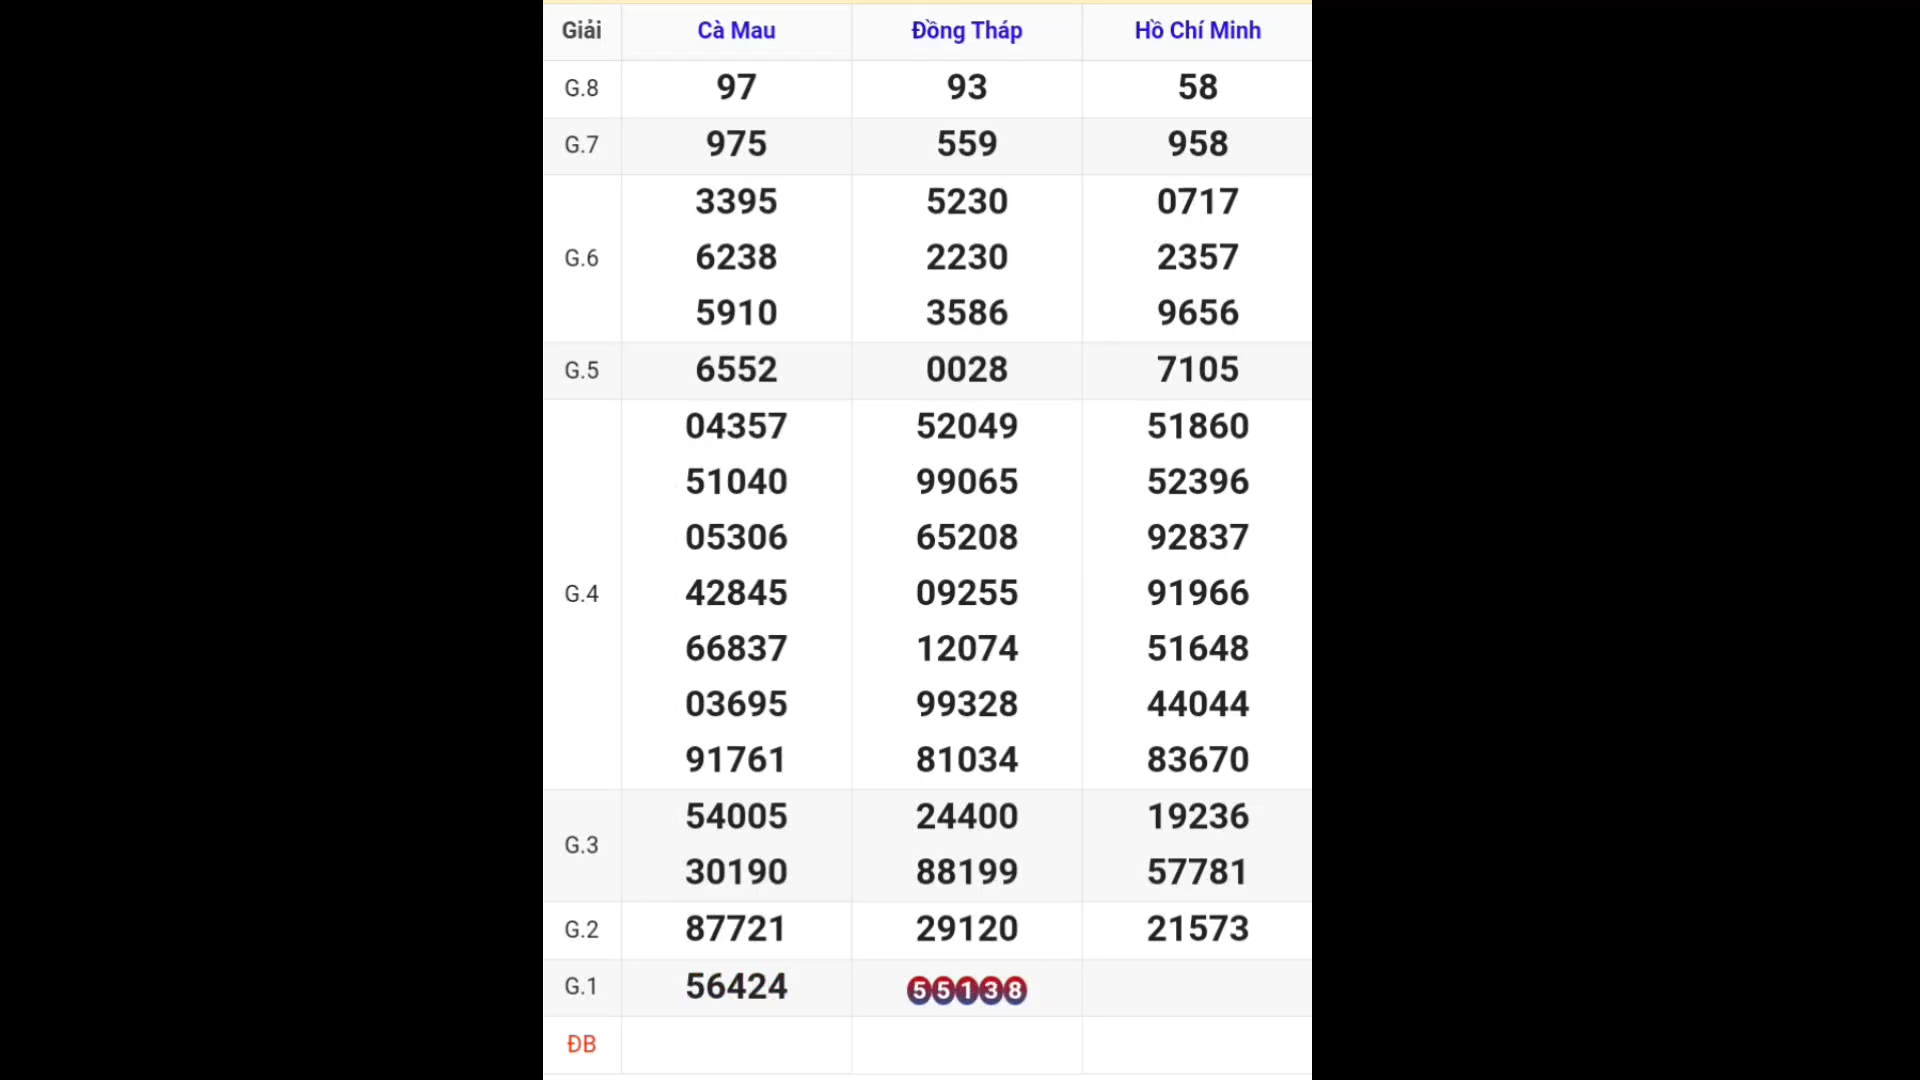 Giải Cà Mau Đồng Tháp Hồ Chí Minh
G.8 97 93 58
G.7 975 559 958
3395 5230 0717
G.6 6238 2230 2357
5910 3586 9656
G.5 6552 0028 7105
04357 52049 51860
51040 99065 52396
05306 65208 92837
G.4 42845 09255 91966
66837 12074 51648
03695 99328 44044
91761 81034 83670
G.3 54005 24400 19236
30190 88199 57781
G.2 87721 29120 21573
G.1 56424 55138
ĐB